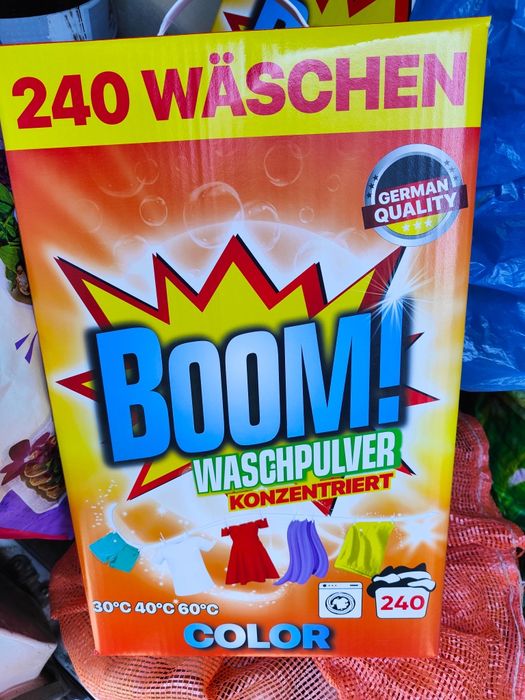 240 WÄSCHEN
GERMAN
QUALITY
BOOM!
WASCHPULVER
KONZENTRIERT
30°C 40°C 60°C
240
COLOR